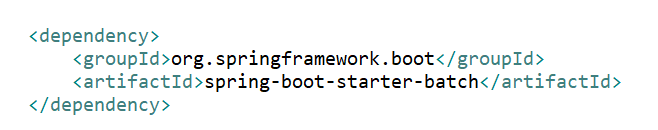 <dependency>
    <groupId>org.springframework.boot</groupId>
    <artifactId>spring-boot-starter-batch</artifactId>
</dependency>